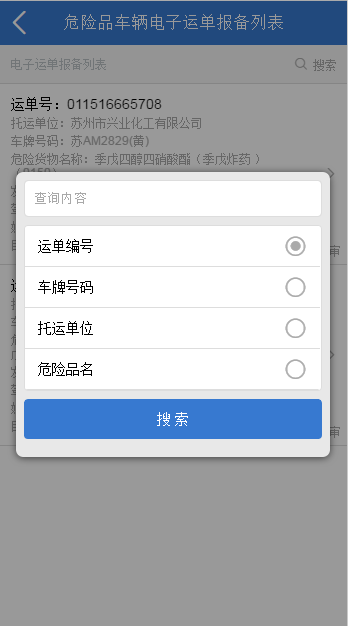 危险品车辆电子运单报备列表
电子运单报备列表
搜索
运单号：011516665708
托运单位：苏州市兴业化工有限公司
车牌号码：苏AM2829(黄)
危险货物名称：季戊四醇四硝酸酯（季戊炸药）
查询内容
运单编号
车牌号码
托运单位
危险品名
搜索